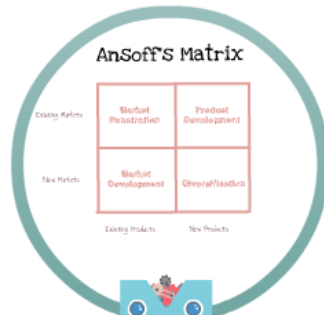 Ansoff's Matrix
Existing Markets
Market
Penetration
Product
Development
New Markets
Market
Development
Diversification
Existing Products
New Products